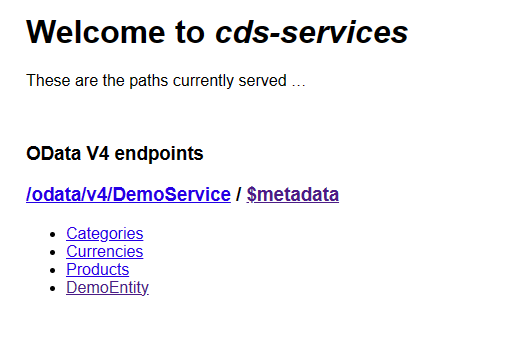 Welcome to cds-services
These are the paths currently served …
OData V4 endpoints
/odata/v4/DemoService / $metadata
Categories
Currencies
Products
DemoEntity